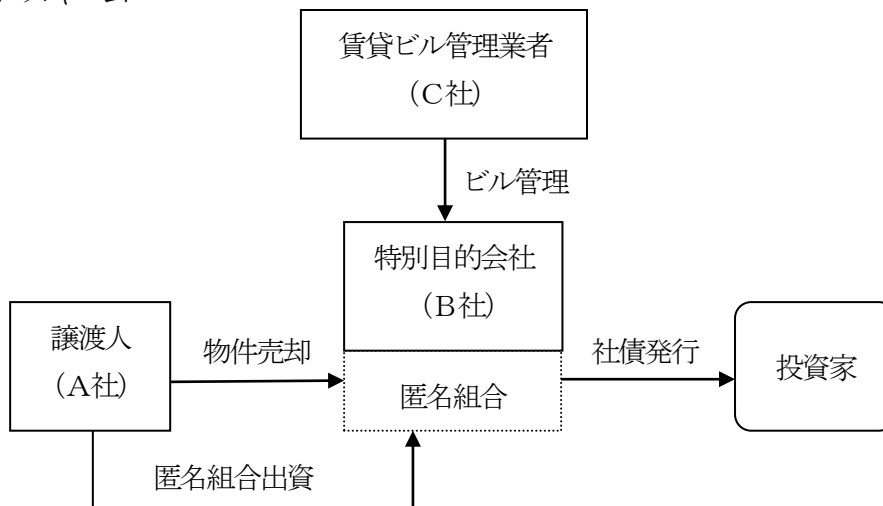 賃貸ビル管理業者
（C社）
ビル管理
特別目的会社
（B社）
譲渡人
（A社）
物件売却
匿名組合
社債発行
投資家
匿名組合出資